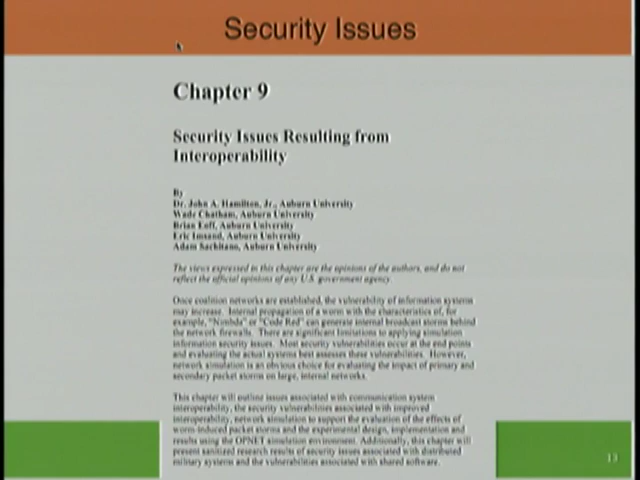 Security Issues
Chapter 9
Security Issues Resulting from
Interoperability
By
Dr. John A. Hamilton, Jr., Auburn University
Wade Chatham, Auburn University
Brian Eoff, Auburn University
Eric Imsand, Auburn University
Adam Sachitano, Auburn University
The views expressed in this chapter are the opinions of the authors, and do not
reflect the official opinions of any U.S. government agency.
Once coalition networks are established, the vulnerability of information systems
may increase. Internal propagation of a worm with the characteristics of, for
example, "Nimbda" or "Code Red" can generate internal broadcast storms behind
the network firewalls. There are significant limitations to applying simulation
information security issues. Most security vulnerabilities occur at the end points
and evaluating the actual systems best assesses these vulnerabilities. However,
network simulation is an obvious choice for evaluating the impact of primary and
secondary packet storms on large, internal networks.
This chapter will outline issues associated with communication system
interoperability, the security vulnerabilities associated with improved
interoperability, network simulation to support the evaluation of the effects of
worm-induced packet storms and the experimental design, implementation and
results using the OPNET simulation environment. Additionally, this chapter will
present sanitized research results of security issues associated with distributed
military systems and the vulnerabilities associated with shared software.
13